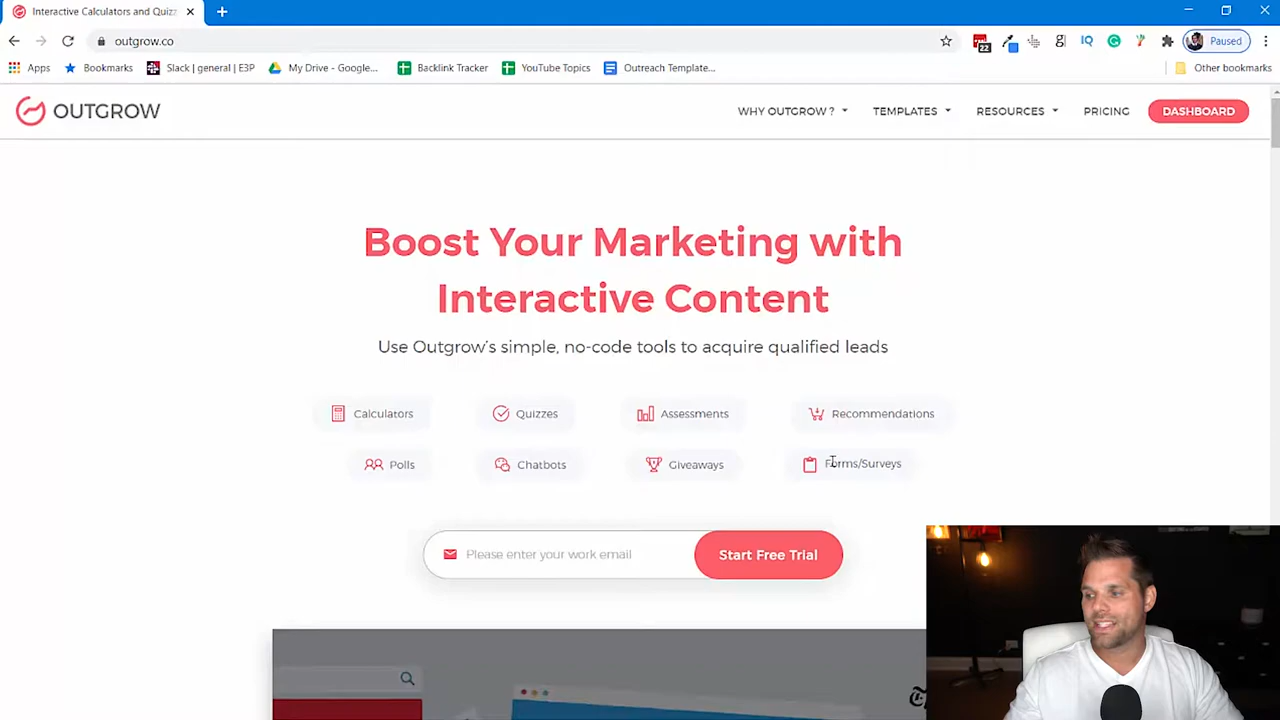 Interactive Calculators and Quizz
outgrow.co
22
Paused
Apps
Bookmarks
Slack | general | E3P
My Drive - Google...
Backlink Tracker
YouTube Topics
Outreach Template...
Other bookmarks
OUTGROW
WHY OUTGROW ?
TEMPLATES
RESOURCES
PRICING
DASHBOARD
Boost Your Marketing with
Interactive Content
Use Outgrow's simple, no-code tools to acquire qualified leads
Calculators
Quizzes
Assessments
Recommendations
Polls
Chatbots
Giveaways
Forms/Surveys
Please enter your work email
Start Free Trial